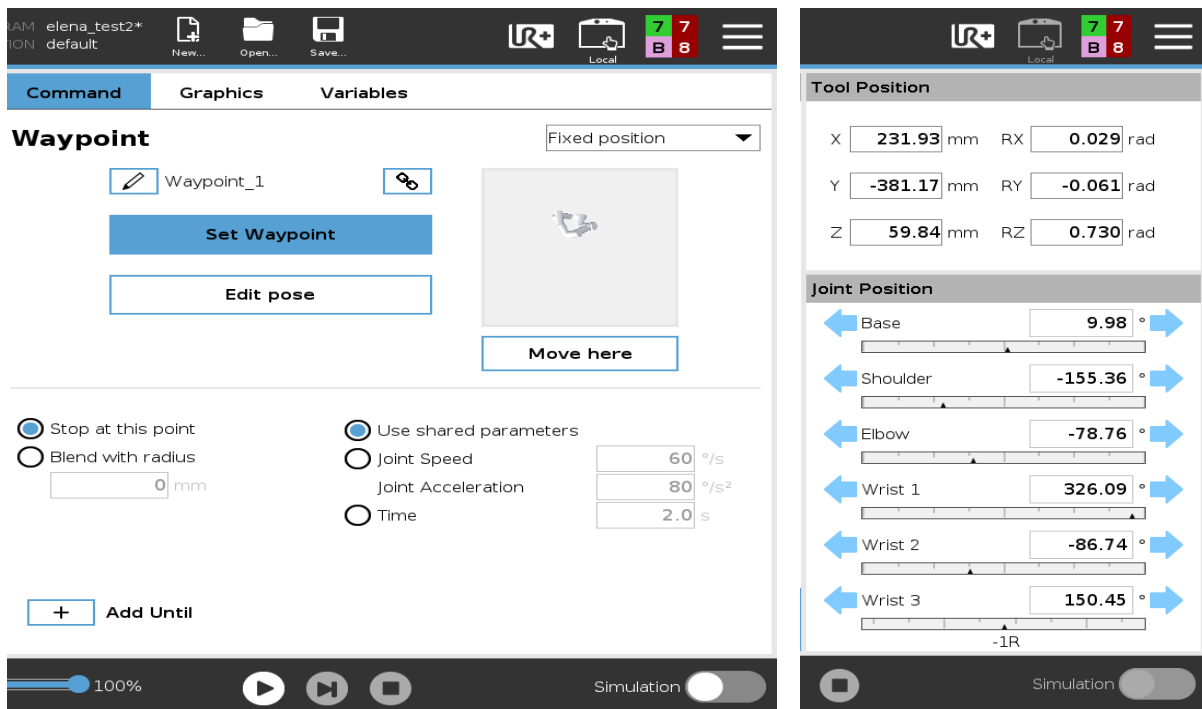 RAM elena_test2*
ION default
New...
Open...
Save...
UR+
Local
7 7
B 8
Command Graphics Variables
Waypoint
Fixed position
Waypoint_1
Set Waypoint
Edit pose
Move here
Stop at this point
Blend with radius
0 mm
Use shared parameters
Joint Speed 60 °/s
Joint Acceleration 80 °/s²
Time 2.0 s
+ Add Until
100%
Simulation
UR+
Local
7 7
B 8
Tool Position
X 231.93 mm RX 0.029 rad
Y -381.17 mm RY -0.061 rad
Z 59.84 mm RZ 0.730 rad
Joint Position
Base 9.98 °
Shoulder -155.36 °
Elbow -78.76 °
Wrist 1 326.09 °
Wrist 2 -86.74 °
Wrist 3 150.45 °
-1R
Simulation